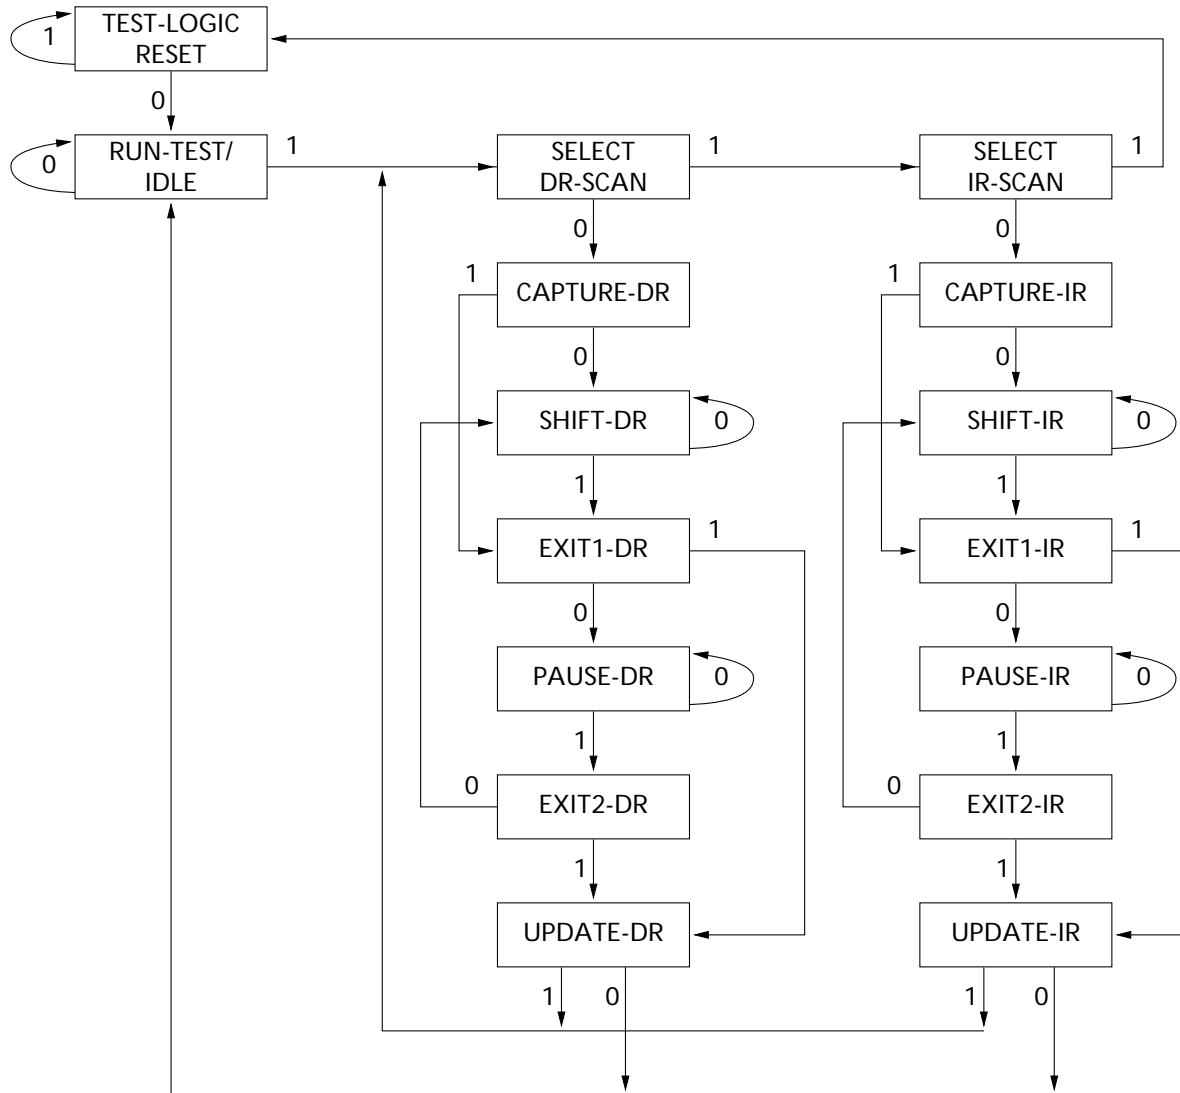 TEST-LOGIC
RESET
1
0
RUN-TEST/
IDLE
0
1
SELECT
DR-SCAN
1
SELECT
IR-SCAN
1
0
0
1
CAPTURE-DR
1
CAPTURE-IR
0
0
SHIFT-DR
0
SHIFT-IR
0
1
1
EXIT1-DR
1
EXIT1-IR
1
0
0
PAUSE-DR
0
PAUSE-IR
0
1
1
0
EXIT2-DR
0
EXIT2-IR
1
1
UPDATE-DR
UPDATE-IR
1
0
1
0